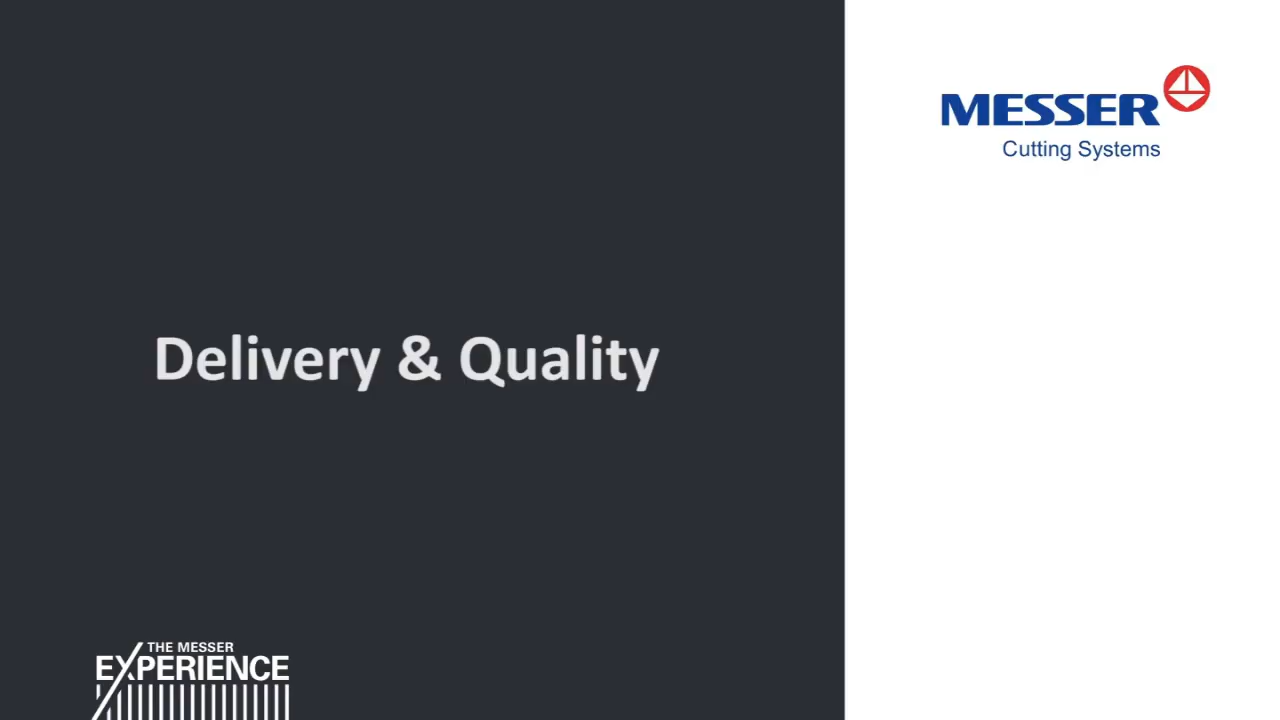 MESSER
Cutting Systems
Delivery & Quality
THE MESSER
EXPERIENCE